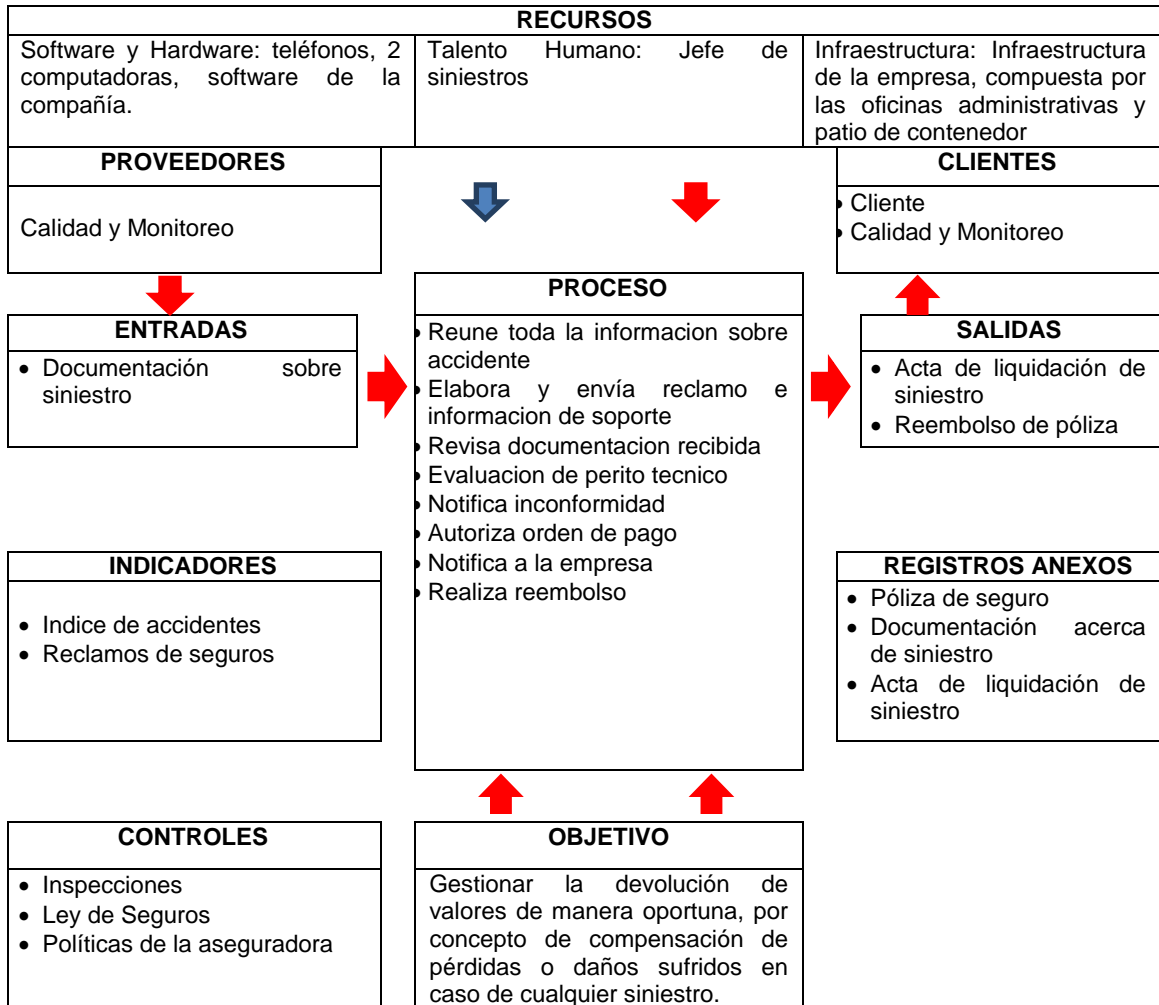 RECURSOS
Software y Hardware: teléfonos, 2
computadoras, software de la
compañía.
Talento Humano: Jefe de
siniestros
Infraestructura: Infraestructura
de la empresa, compuesta por
las oficinas administrativas y
patio de contenedor
PROVEEDORES
Calidad y Monitoreo
CLIENTES
• Cliente
• Calidad y Monitoreo
ENTRADAS
• Documentación sobre
siniestro
PROCESO
• Reune toda la informacion sobre
accidente
• Elabora y envía reclamo e
informacion de soporte
• Revisa documentacion recibida
• Evaluacion de perito tecnico
• Notifica inconformidad
• Autoriza orden de pago
• Notifica a la empresa
• Realiza reembolso
SALIDAS
• Acta de liquidación de
siniestro
• Reembolso de póliza
INDICADORES
• Indice de accidentes
• Reclamos de seguros
REGISTROS ANEXOS
• Póliza de seguro
• Documentación acerca
de siniestro
• Acta de liquidación de
siniestro
CONTROLES
• Inspecciones
• Ley de Seguros
• Políticas de la aseguradora
OBJETIVO
Gestionar la devolución de
valores de manera oportuna, por
concepto de compensación de
pérdidas o daños sufridos en
caso de cualquier siniestro.